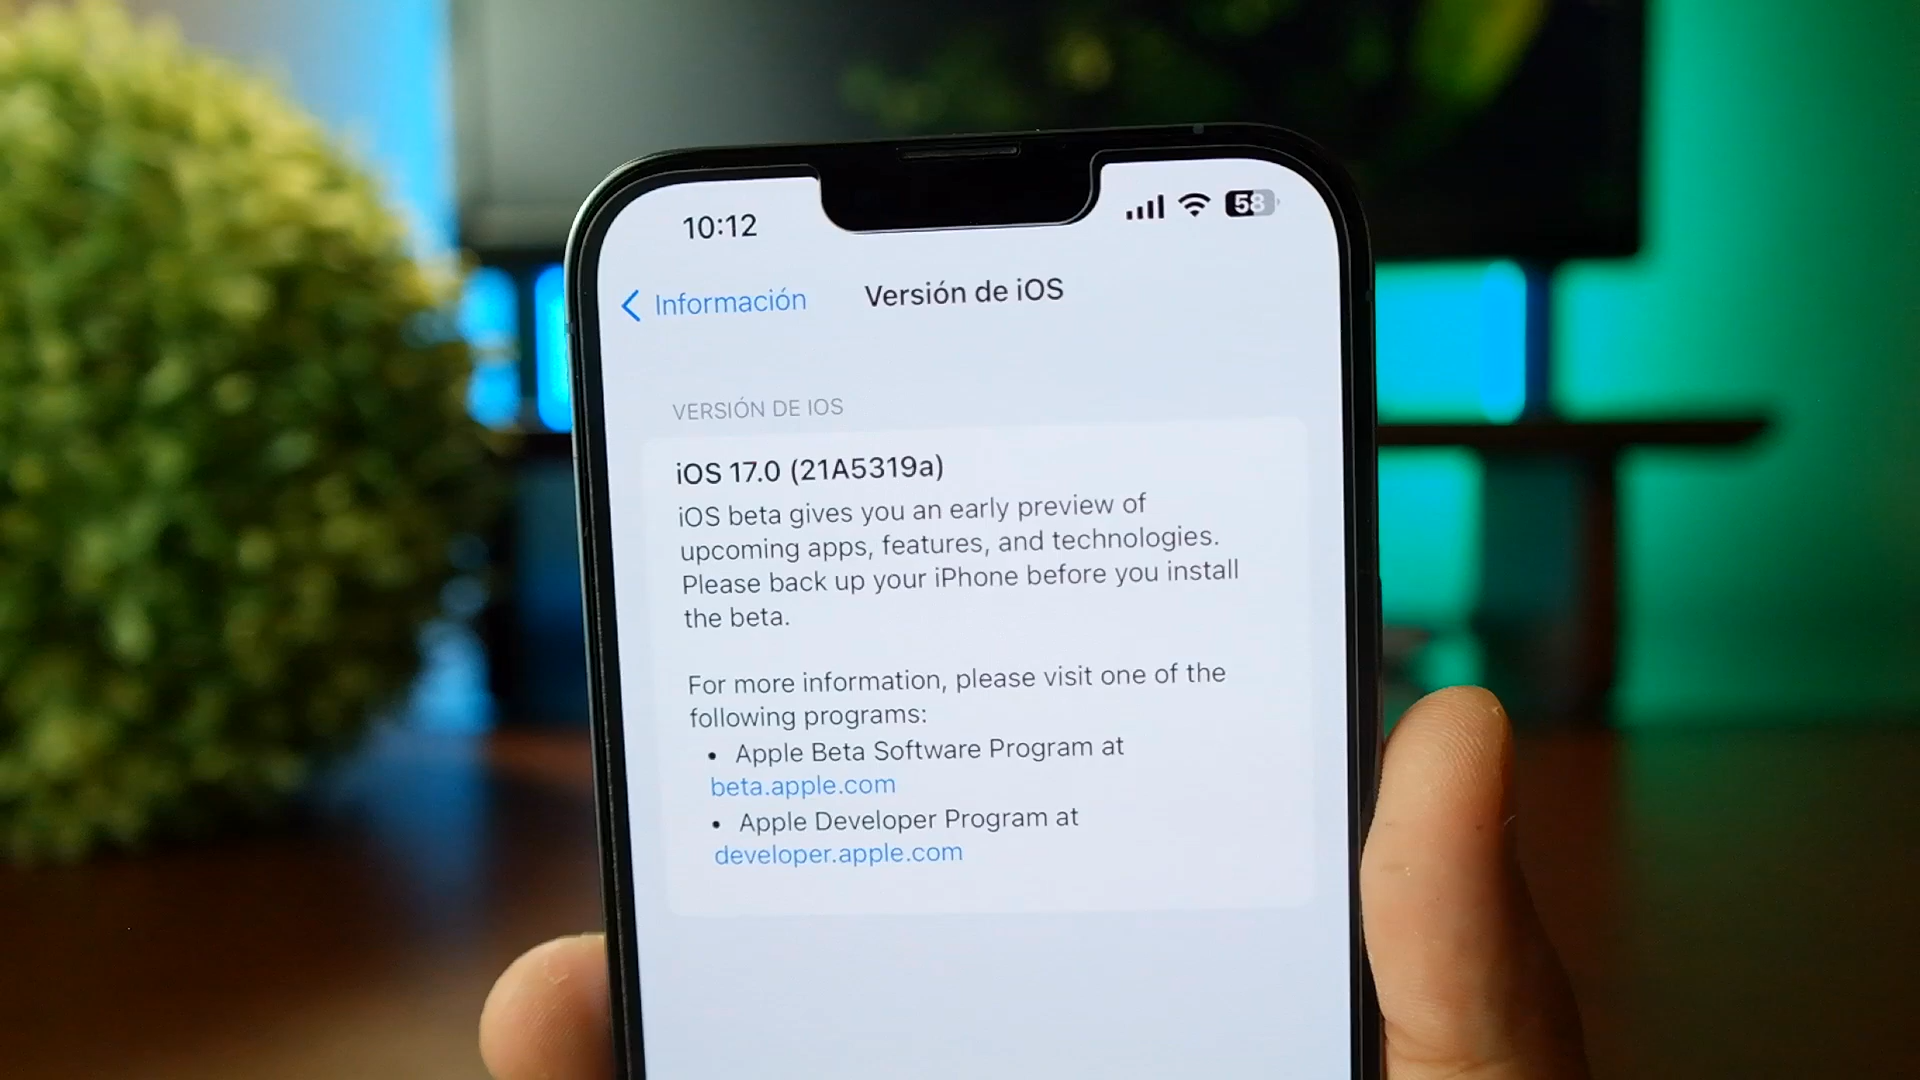 10:12
58
Información
Versión de iOS
VERSIÓN DE IOS
iOS 17.0 (21A5319a)
iOS beta gives you an early preview of
upcoming apps, features, and technologies.
Please back up your iPhone before you install
the beta.
For more information, please visit one of the
following programs:
• Apple Beta Software Program at
beta.apple.com
• Apple Developer Program at
developer.apple.com